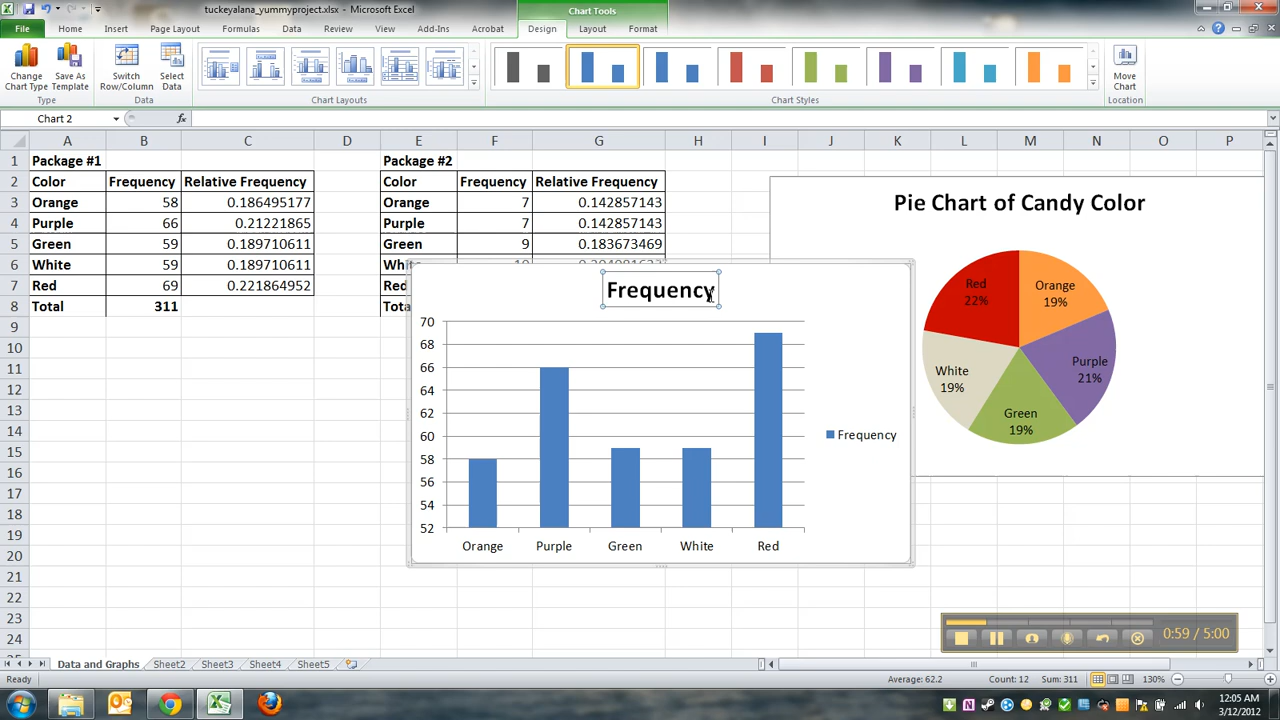 tuckeyalana_yummyproject.xlsx - Microsoft Excel
Chart Tools
File Home Insert Page Layout Formulas Data Review View Add-Ins Acrobat Design Layout Format
Change Chart Type
Save As Template
Switch Row/Column
Select Data
Move Chart
Type Data Chart Layouts Chart Styles Location
Chart 2 fx
A B C D E F G H I J K L M N O P
1 Package #1 Package #2
2 Color Frequency Relative Frequency Color Frequency Relative Frequency
3 Orange 58 0.186495177 Orange 7 0.142857143
4 Purple 66 0.21221865 Purple 7 0.142857143
5 Green 59 0.189710611 Green 9 0.183673469
6 White 59 0.189710611 White 10 0.204081633
7 Red 69 0.221864952 Red
8 Total 311 Tota
9
10
11
12
13
14
15
16
17
18
19
20
21
22
23
24
Frequency
70
68
66
64
62
60
58
56
54
52
Orange Purple Green White Red
Frequency
Pie Chart of Candy Color
Red 22%
Orange 19%
Purple 21%
Green 19%
White 19%
0:59 / 5:00
Data and Graphs Sheet2 Sheet3 Sheet4 Sheet5
Ready Average: 62.2 Count: 12 Sum: 311 130%
12:05 AM
3/12/2012